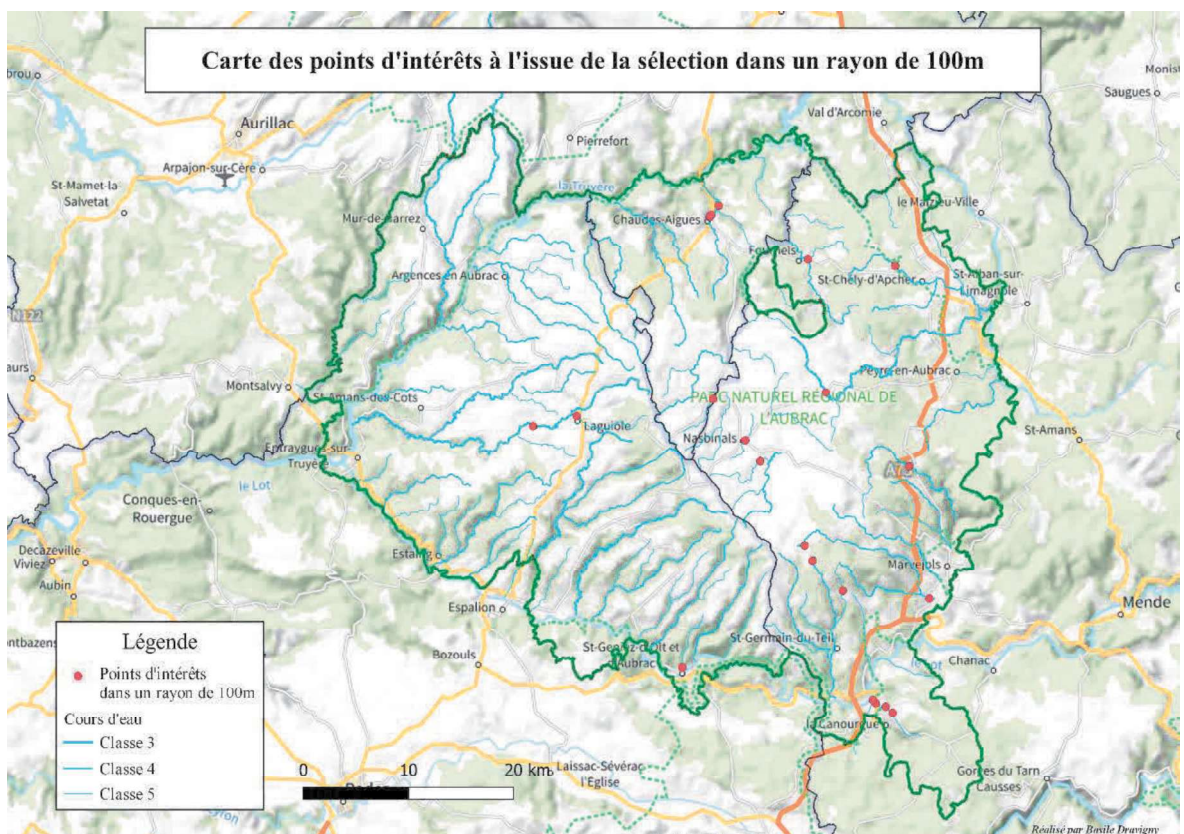 Carte des points d'intérêts à l'issue de la sélection dans un rayon de 100m
Monist
Saugues
Val d'Arcomie
Aurillac
Pierrefort
Arpajon-sur-Cère
St-Mamet-la
Salvetat
la Truyère
le Malzieu-Ville
Mur-de-Barrez
Chaudes-Aigues
Fournels
Argences en Aubrac
St-Chély-d'Apcher
St-Alban-sur-
Limagnole
N122
aurs
Montsalvy
Peyre-en-Aubrac
St-Amans-des-Cots
PARC NATUREL RÉGIONAL DE
L'AUBRAC
Laguiole
Nasbinals
St-Amans
Entraygues-sur-
Truyère
le Lot
Conques-en-
Rouergue
Decazeville
Viviez
Aubin
Estaing
Marvejols
Espalion
Mende
ontbazens
St-Germain-du-Teil
St-Geniez-d'Olt et
d'Aubrac
Bozouls
le Lot
Chanac
la Canourgue
Laissac-Sévérac
l'Église
Gorges du Tarn
Causses
Légende
Points d'intérêts
dans un rayon de 100m
Cours d'eau
Classe 3
Classe 4
Classe 5
0 10 20 km
Réalisé par Basile Dravigny